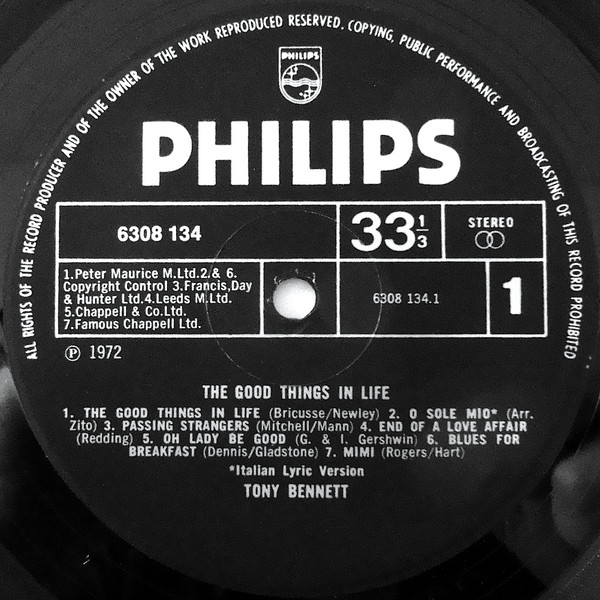 ALL RIGHTS OF THE RECORD PRODUCER AND OF THE OWNER OF THE WORK REPRODUCED RESERVED. COPYING, PUBLIC PERFORMANCE AND BROADCASTING OF THIS RECORD PROHIBITED
PHILIPS
PHILIPS
6308 134
33 1/3
STEREO
1.Peter Maurice M.Ltd.2.& 6.
Copyright Control 3.Francis,Day
& Hunter Ltd.4.Leeds M.Ltd.
5.Chappell & Co.Ltd.
7.Famous Chappell Ltd.
6308 134.1
1
Ⓟ 1972
THE GOOD THINGS IN LIFE
1. THE GOOD THINGS IN LIFE (Bricusse/Newley) 2. O SOLE MIO* (Arr.
Zito) 3. PASSING STRANGERS (Mitchell/Mann) 4. END OF A LOVE AFFAIR
(Redding) 5. OH LADY BE GOOD (G. & I. Gershwin) 6. BLUES FOR
BREAKFAST (Dennis/Gladstone) 7. MIMI (Rogers/Hart)
*Italian Lyric Version
TONY BENNETT